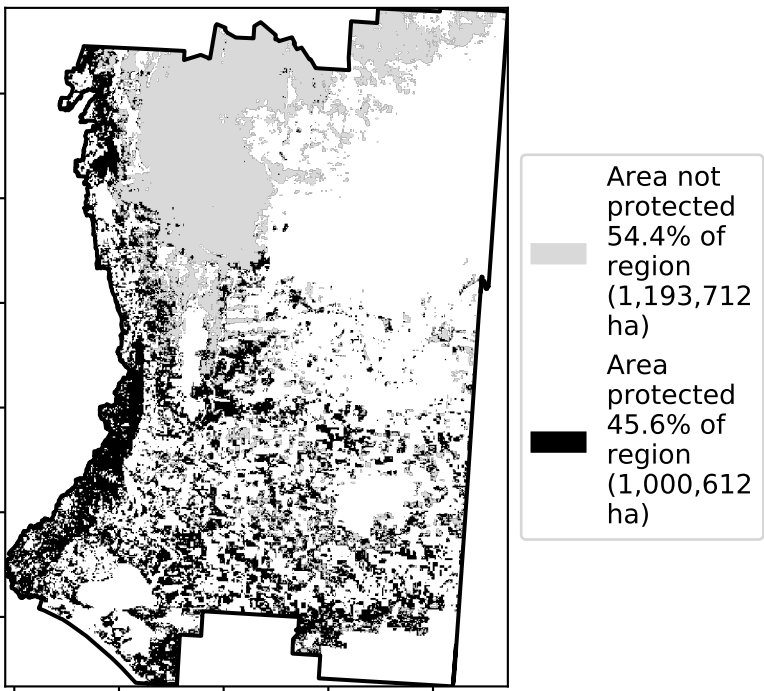 Area not
protected
54.4% of
region
(1,193,712
ha)
Area
protected
45.6% of
region
(1,000,612
ha)